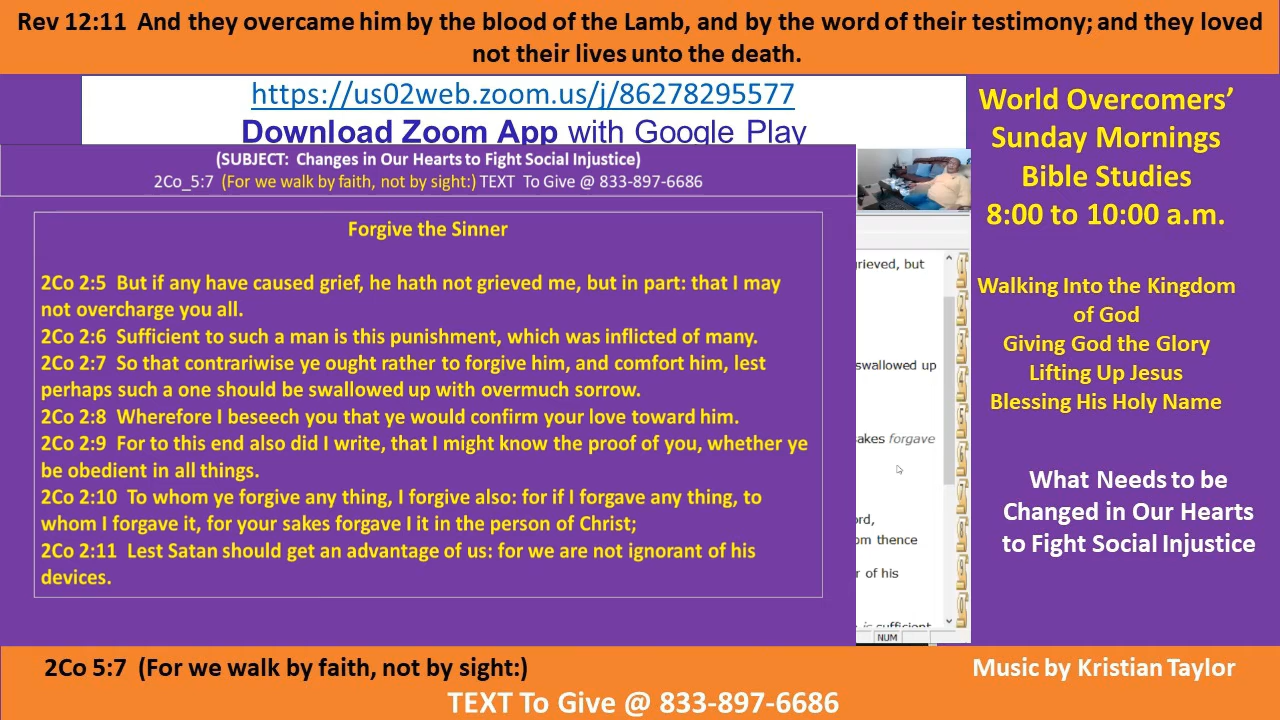 Rev 12:11 And they overcame him by the blood of the Lamb, and by the word of their testimony; and they loved
not their lives unto the death.
https://us02web.zoom.us/j/86278295577
Download Zoom App with Google Play
(SUBJECT: Changes in Our Hearts to Fight Social Injustice)
2Co_5:7 (For we walk by faith, not by sight:) TEXT To Give @ 833-897-6686
Forgive the Sinner
2Co 2:5 But if any have caused grief, he hath not grieved me, but in part: that I may
not overcharge you all.
2Co 2:6 Sufficient to such a man is this punishment, which was inflicted of many.
2Co 2:7 So that contrariwise ye ought rather to forgive him, and comfort him, lest
perhaps such a one should be swallowed up with overmuch sorrow.
2Co 2:8 Wherefore I beseech you that ye would confirm your love toward him.
2Co 2:9 For to this end also did I write, that I might know the proof of you, whether ye
be obedient in all things.
2Co 2:10 To whom ye forgive any thing, I forgive also: for if I forgave any thing, to
whom I forgave it, for your sakes forgave I it in the person of Christ;
2Co 2:11 Lest Satan should get an advantage of us: for we are not ignorant of his
devices.
rieved, but
swallowed up
akes forgave
ord,
om thence
r of his
is sufficient
NUM
World Overcomers’
Sunday Mornings
Bible Studies
8:00 to 10:00 a.m.
Walking Into the Kingdom
of God
Giving God the Glory
Lifting Up Jesus
Blessing His Holy Name
What Needs to be
Changed in Our Hearts
to Fight Social Injustice
2Co 5:7 (For we walk by faith, not by sight:)
Music by Kristian Taylor
TEXT To Give @ 833-897-6686